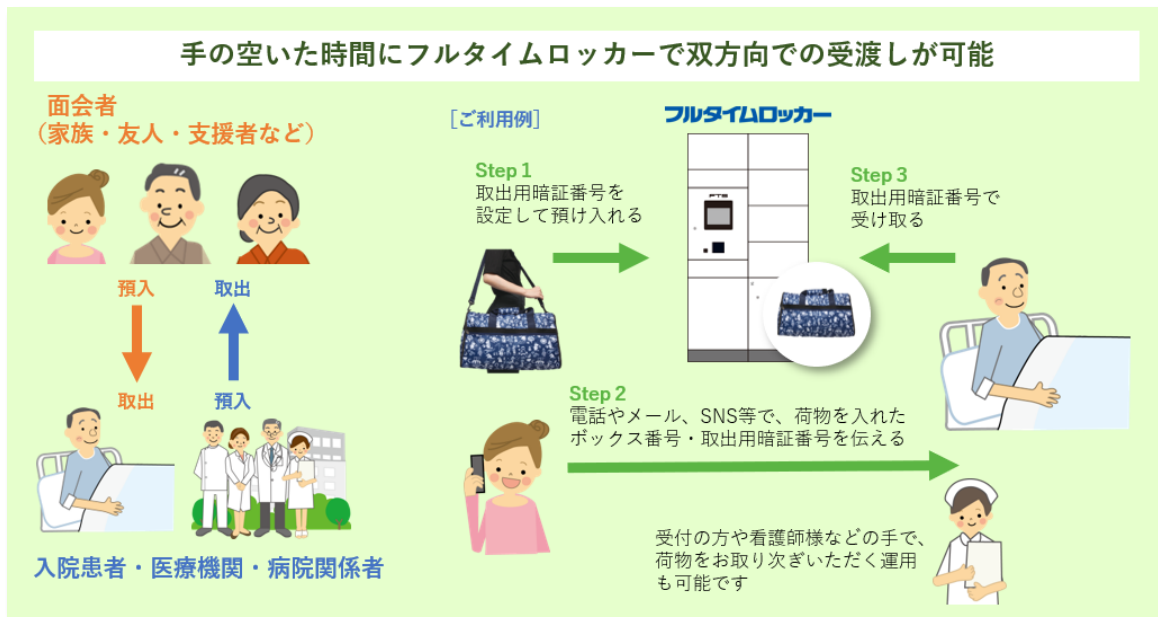 手の空いた時間にフルタイムロッカーで双方向での受渡しが可能
面会者
（家族・友人・支援者など）
預入
取出
取出
預入
入院患者・医療機関・病院関係者
［ご利用例］
フルタイムロッカー
FTS
Step 1
取出用暗証番号を
設定して預け入れる
Step 3
取出用暗証番号で
受け取る
Step 2
電話やメール、SNS等で、荷物を入れた
ボックス番号・取出用暗証番号を伝える
受付の方や看護師様などの手で、
荷物をお取り次ぎいただく運用
も可能です